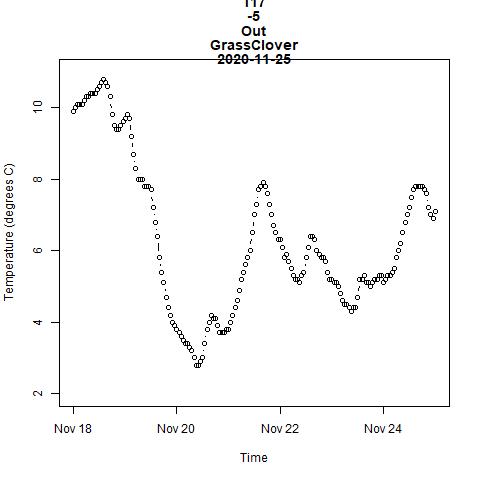 117
-5
Out
GrassClover
2020-11-25
Temperature (degrees C)
10
8
6
4
2
Nov 18
Nov 20
Nov 22
Nov 24
Time